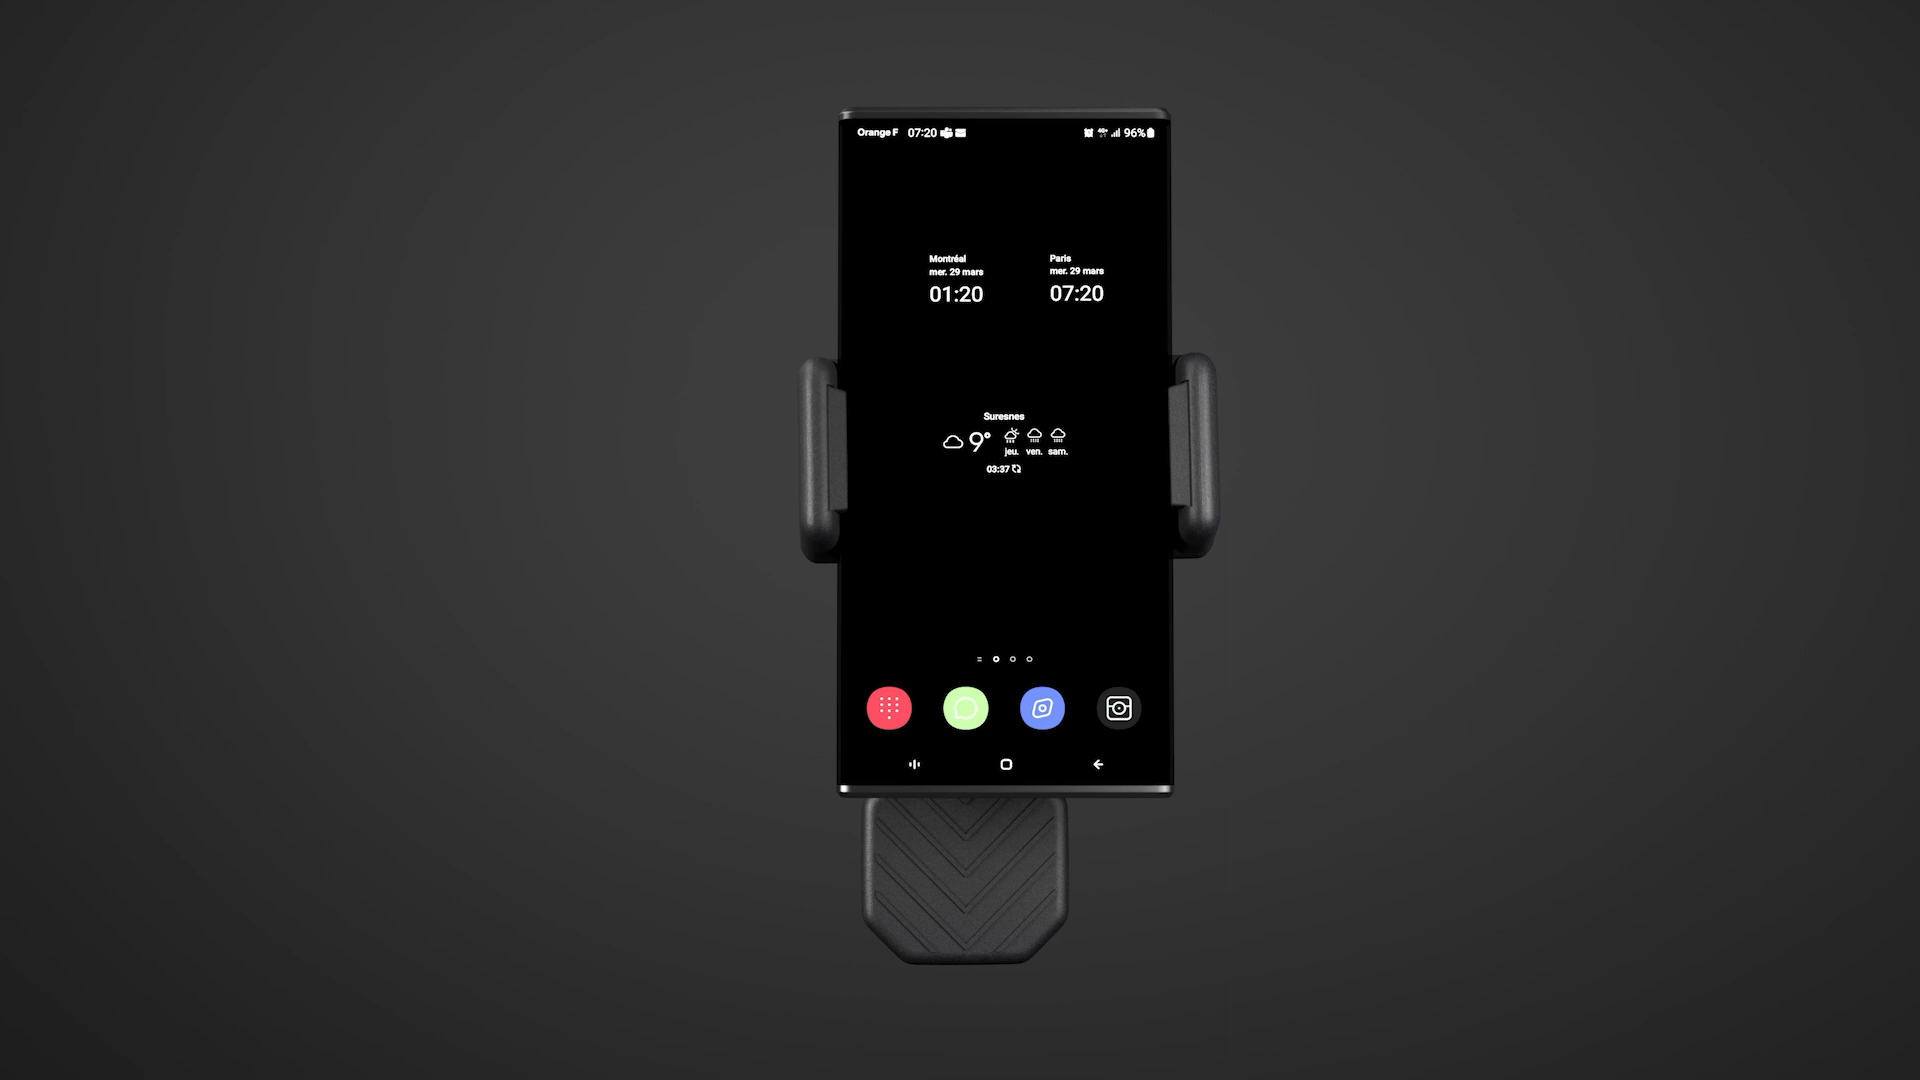 Orange F 07:20 96%
Montréal
mer. 29 mars
01:20
Paris
mer. 29 mars
07:20
Suresnes
9°
jeu. ven. sam.
03:37